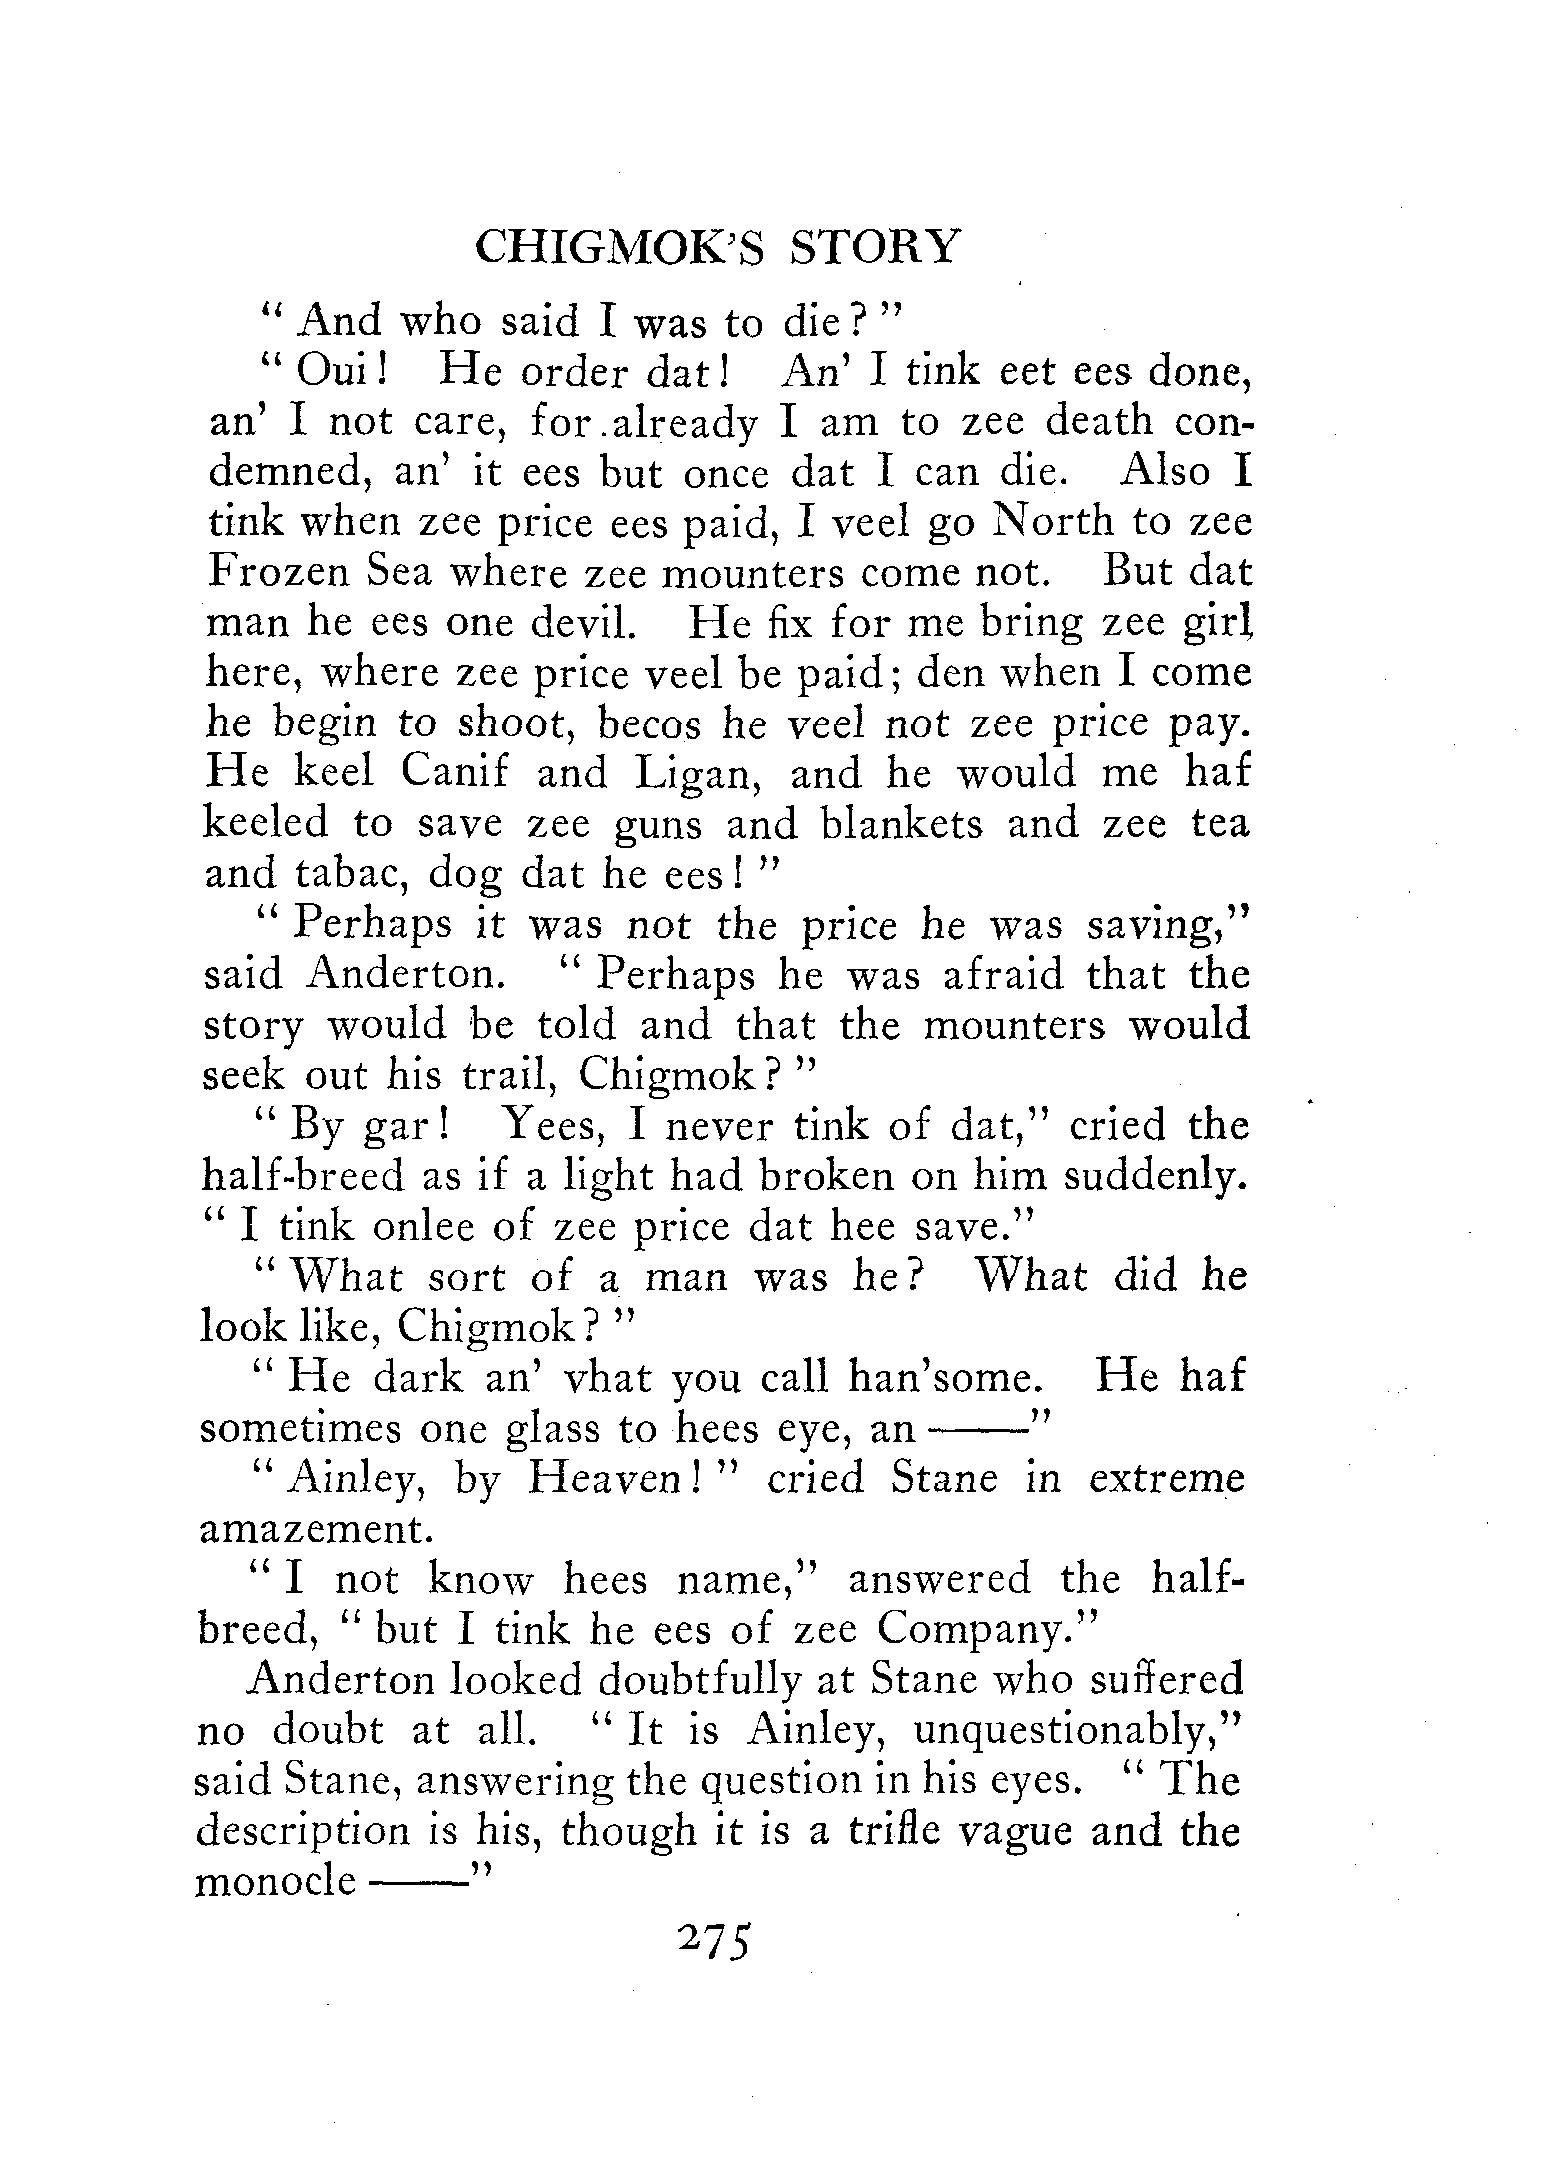 CHIGMOK'S STORY
“ And who said I was to die ? ”
“ Oui ! He order dat ! An' I tink eet ees done,
an' I not care, for already I am to zee death con-
demned, an' it ees but once dat I can die. Also I
tink when zee price ees paid, I veel go North to zee
Frozen Sea where zee mounters come not. But dat
man he ees one devil. He fix for me bring zee girl
here, where zee price veel be paid ; den when I come
he begin to shoot, becos he veel not zee price pay.
He keel Canif and Ligan, and he would me haf
keeled to save zee guns and blankets and zee tea
and tabac, dog dat he ees ! ”
“ Perhaps it was not the price he was saving,”
said Anderton. “ Perhaps he was afraid that the
story would be told and that the mounters would
seek out his trail, Chigmok ? ”
“ By gar ! Yees, I never tink of dat,” cried the
half-breed as if a light had broken on him suddenly.
“ I tink onlee of zee price dat hee save.”
“ What sort of a man was he ? What did he
look like, Chigmok ? ”
“ He dark an' vhat you call han'some. He haf
sometimes one glass to hees eye, an ——”
“ Ainley, by Heaven ! ” cried Stane in extreme
amazement.
“ I not know hees name,” answered the half-
breed, “ but I tink he ees of zee Company.”
Anderton looked doubtfully at Stane who suffered
no doubt at all. “ It is Ainley, unquestionably,”
said Stane, answering the question in his eyes. “ The
description is his, though it is a trifle vague and the
monocle ——”
275